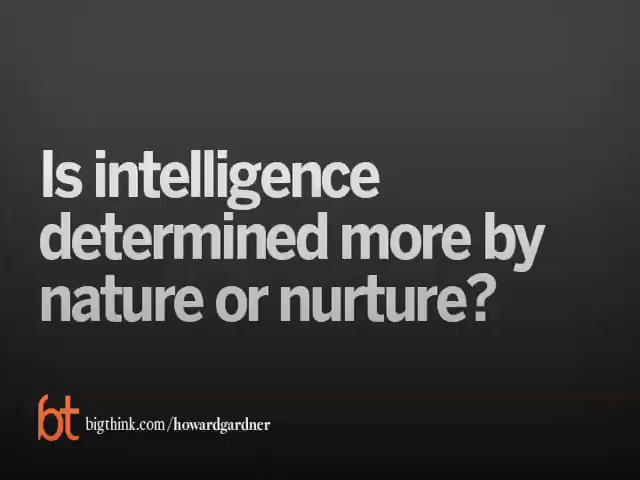 Is intelligence
determined more by
nature or nurture?
bt bigthink.com/howardgardner